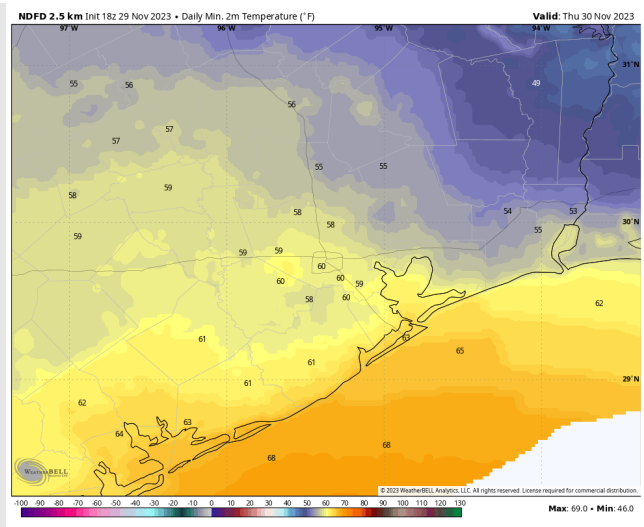 NDFD 2.5 km Init 18z 29 Nov 2023 • Daily Min. 2m Temperature (°F)
Valid: Thu 30 Nov 2023
97°W 96°W 95°W 94°W
31°N
49
55 56
56
57
57
55 55
58 59
58 54 53
30°N
58 55
59
59 59
60
60 60 59
58 60
62
61 63
65
61
29°N
61
62
63
64
68
68
WeatherBELL
© 2023 WeatherBELL Analytics, LLC. All rights reserved. License required for commercial distribution.
-100 -90 -80 -70 -60 -50 -40 -30 -20 -10 0 10 20 30 40 50 60 70 80 90 100 110 120 130
Max: 69.0 • Min: 46.0